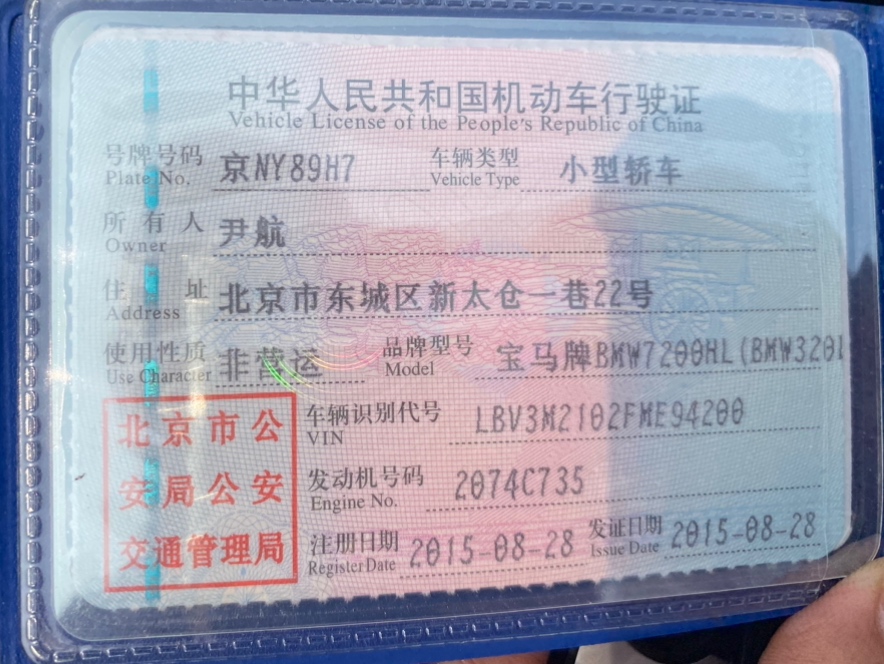 中华人民共和国机动车行驶证
Vehicle License of the People's Republic of China
号牌号码 京NY89H7 车辆类型 小型轿车
Plate No. Vehicle Type
所有人 尹航
Owner
住址 北京市东城区新太仓一巷22号
Address
使用性质 非营运 品牌型号 宝马牌BMW7200HL(BMW320l
Use Character Model
北京市公
安局公安
交通管理局
车辆识别代号 LBV3M2102FME94200
VIN
发动机号码 2074C735
Engine No.
注册日期 2015-08-28 发证日期 2015-08-28
Register Date Issue Date